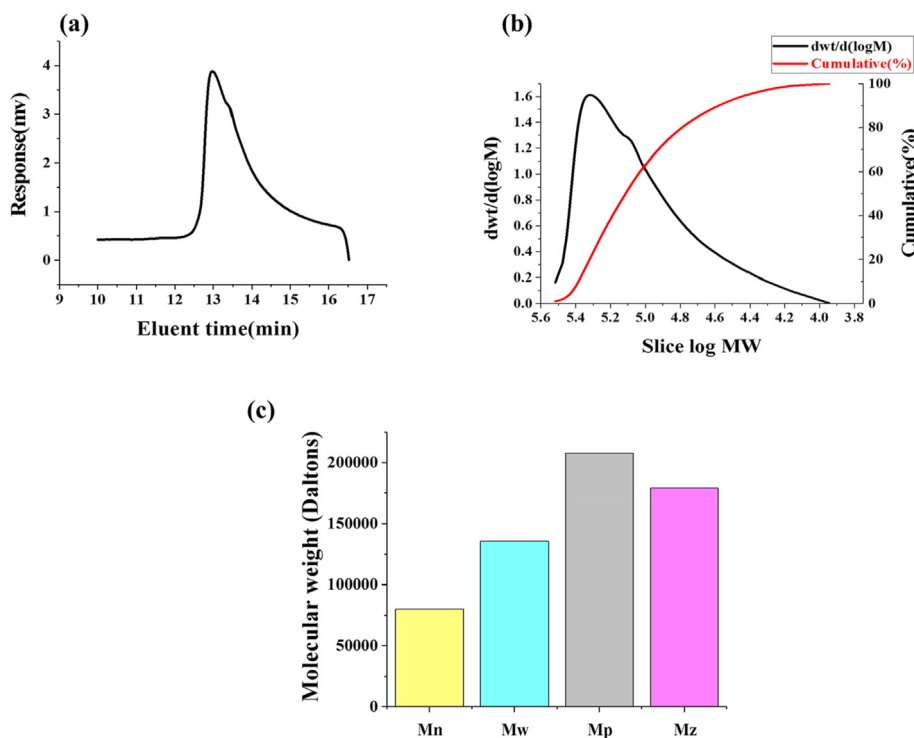 (a)
Response(mv)
4
3
2
1
0
9 10 11 12 13 14 15 16 17
Eluent time(min)
(b)
dwt/d(logM)
Cumulative(%)
dwt/d(logM)
1.6
1.4
1.2
1.0
0.8
0.6
0.4
0.2
0.0
100
80
60
40
20
0
Cumulative(%)
5.6 5.4 5.2 5.0 4.8 4.6 4.4 4.2 4.0 3.8
Slice log MW
(c)
Molecular weight (Daltons)
200000
150000
100000
50000
0
Mn Mw Mp Mz